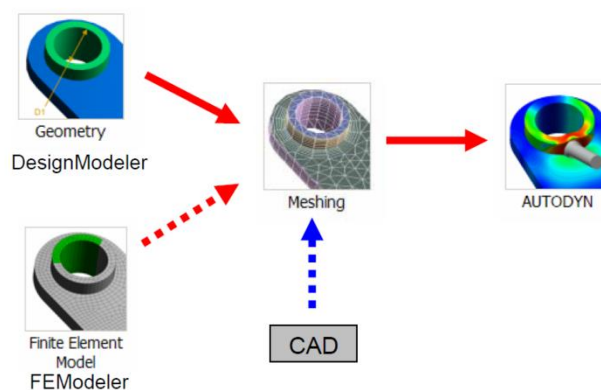 D1
Geometry
DesignModeler
Meshing
AUTODYN
Finite Element
Model
FEModeler
CAD